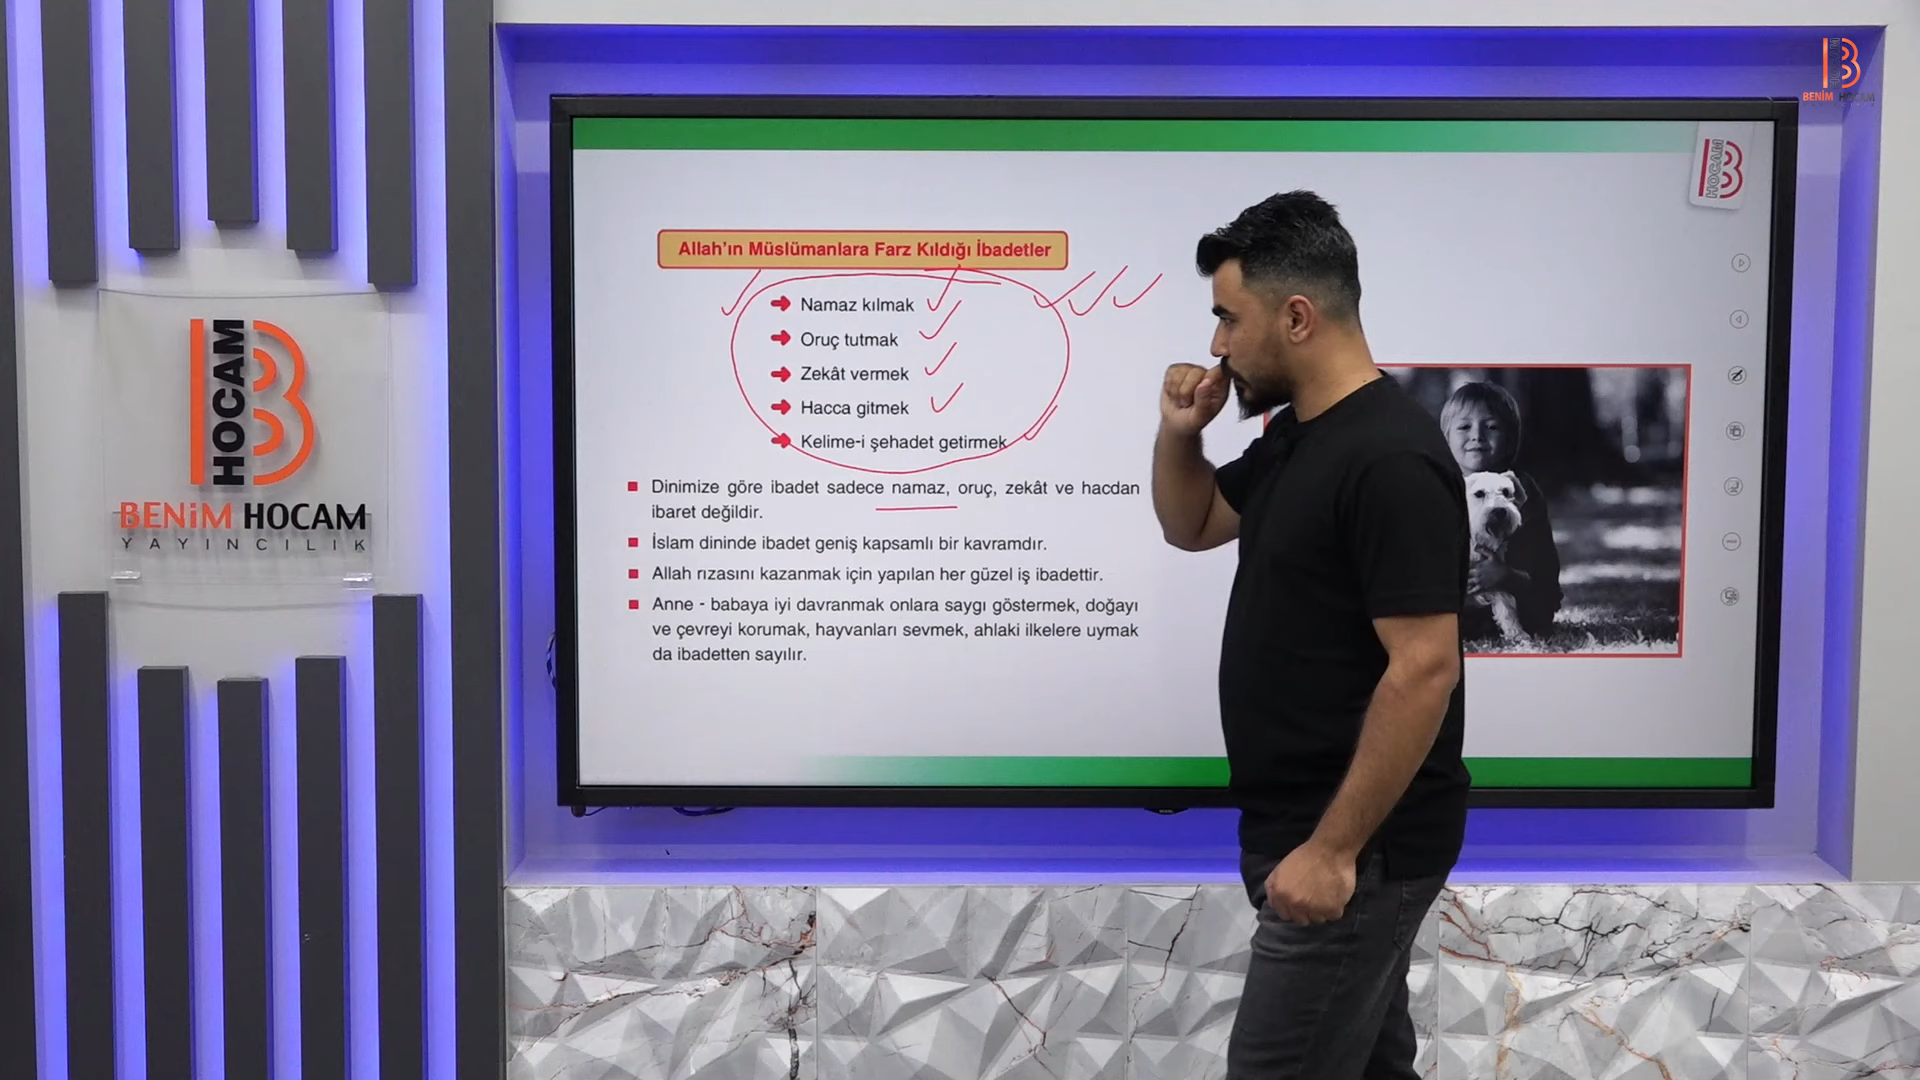 BENİM HOCAM
HOCAM
Allah'ın Müslümanlara Farz Kıldığı İbadetler
Namaz kılmak
Oruç tutmak
Zekât vermek
Hacca gitmek
Kelime-i şehadet getirmek
Dinimize göre ibadet sadece namaz, oruç, zekât ve hacdan
ibaret değildir.
İslam dininde ibadet geniş kapsamlı bir kavramdır.
Allah rızasını kazanmak için yapılan her güzel iş ibadettir.
Anne - babaya iyi davranmak onlara saygı göstermek, doğayı
ve çevreyi korumak, hayvanları sevmek, ahlaki ilkelere uymak
da ibadetten sayılır.
HOCAM
BENİM HOCAM
YAYINCILIK